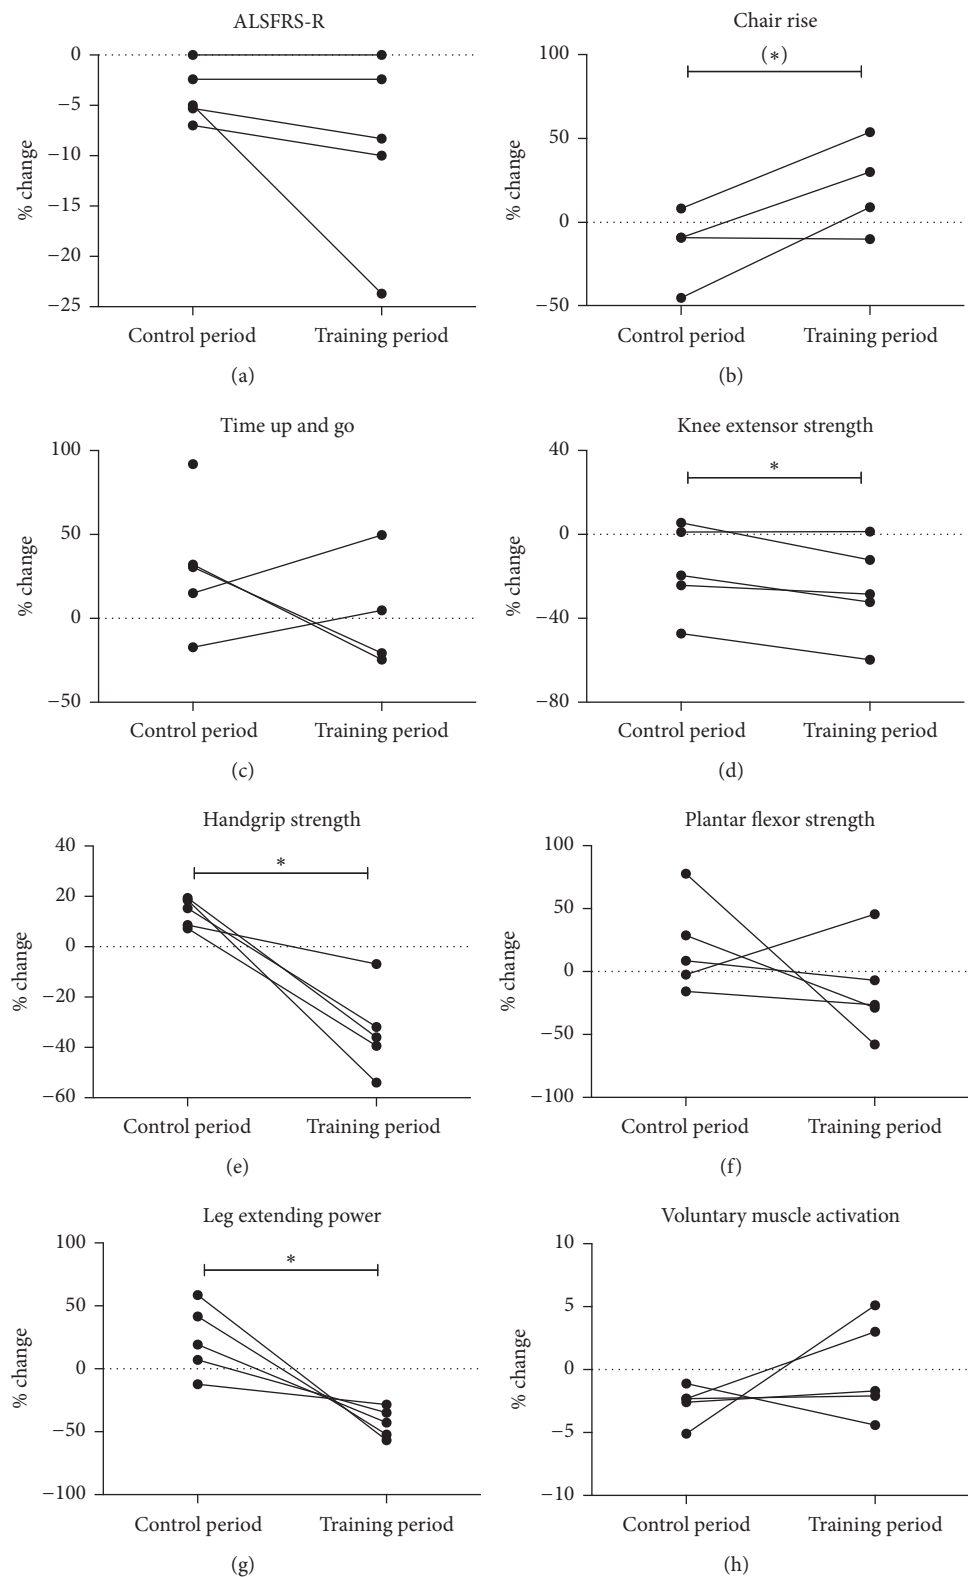 ALSFRS-R
0
−5
−10
−15
−20
−25
% change
Control period Training period
(a)
Chair rise
(*)
100
50
0
−50
% change
Control period Training period
(b)
Time up and go
100
50
0
−50
% change
Control period Training period
(c)
Knee extensor strength
*
40
0
−40
−80
% change
Control period Training period
(d)
Handgrip strength
*
40
20
0
−20
−40
−60
% change
Control period Training period
(e)
Plantar flexor strength
100
50
0
−50
−100
% change
Control period Training period
(f)
Leg extending power
*
100
50
0
−50
−100
% change
Control period Training period
(g)
Voluntary muscle activation
10
5
0
−5
−10
% change
Control period Training period
(h)